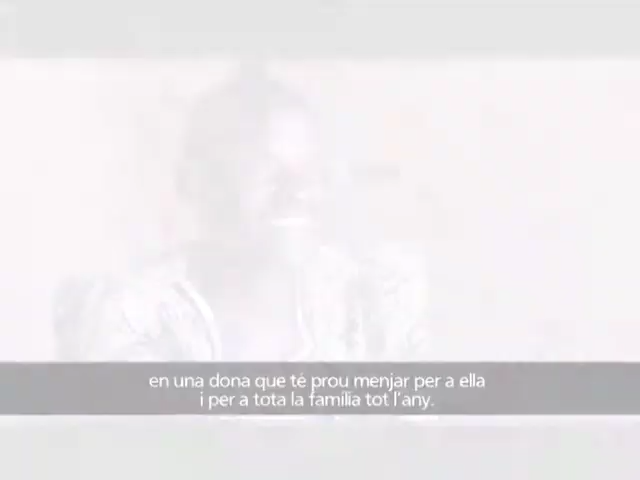 en una dona que té prou menjar per a ella
i per a tota la família tot l'any.